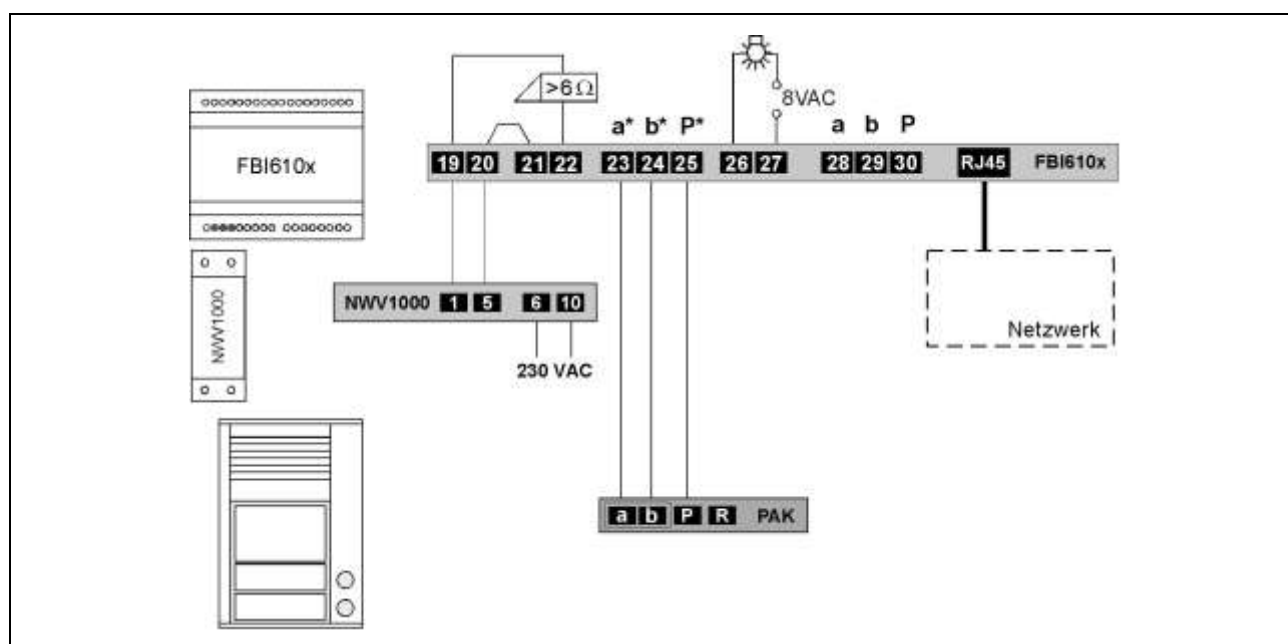 >6Ω
8VAC
a* b* P* a b P
FBI610x
19 20 21 22 23 24 25 26 27 28 29 30 RJ45 FBI610x
NWV1000
NWV1000 1 5 6 10
Netzwerk
230 VAC
a b P R PAK